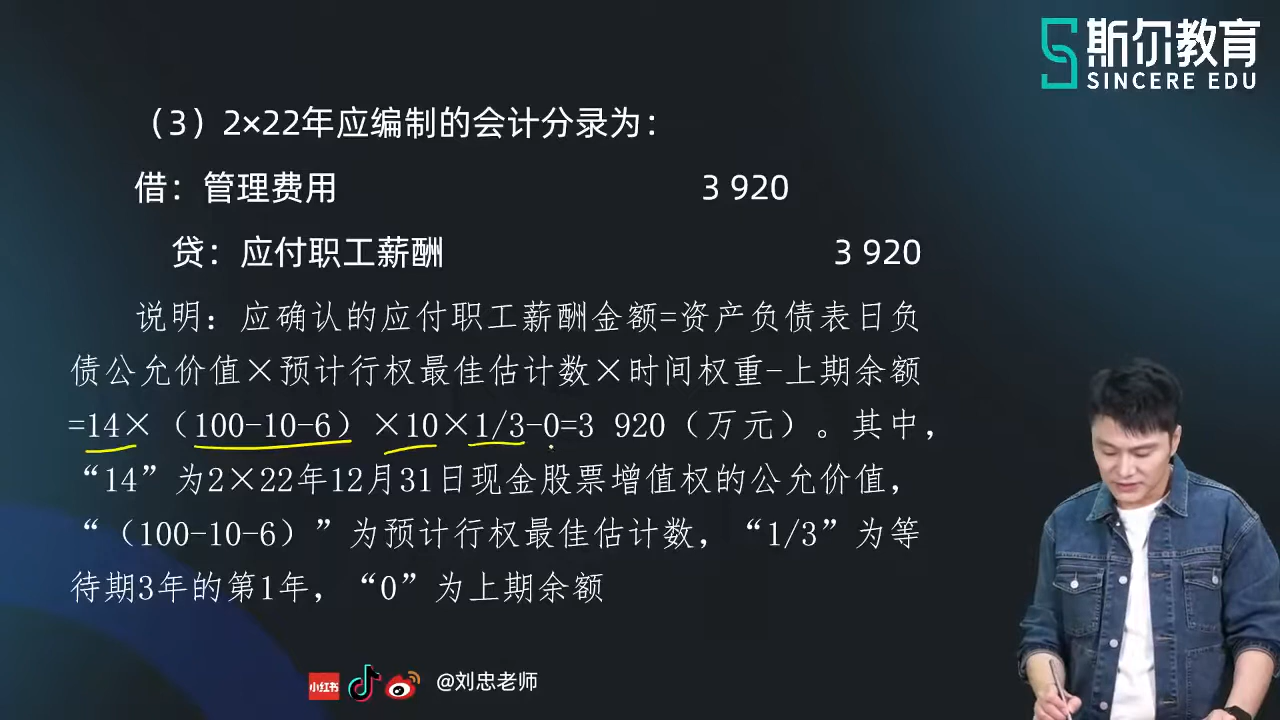 斯尔教育
SINCERE EDU
（3）2×22年应编制的会计分录为：
借：管理费用 3 920
贷：应付职工薪酬 3 920
说明：应确认的应付职工薪酬金额=资产负债表日负
债公允价值×预计行权最佳估计数×时间权重-上期余额
=14×（100-10-6）×10×1/3-0=3 920（万元）。其中，
“14”为2×22年12月31日现金股票增值权的公允价值，
“（100-10-6）”为预计行权最佳估计数，“1/3”为等
待期3年的第1年，“0”为上期余额
小红书
@刘忠老师